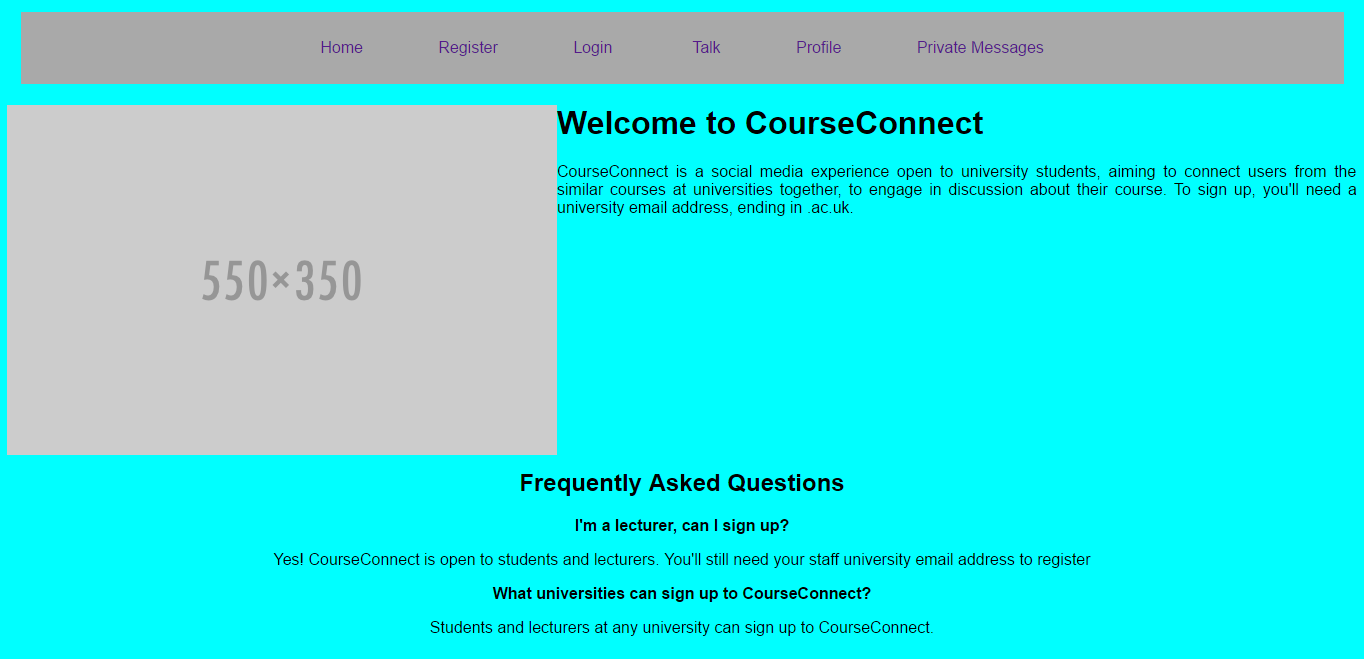 Home Register Login Talk Profile Private Messages
Welcome to CourseConnect
CourseConnect is a social media experience open to university students, aiming to connect users from the
similar courses at universities together, to engage in discussion about their course. To sign up, you'll need a
university email address, ending in .ac.uk.
550×350
Frequently Asked Questions
I'm a lecturer, can I sign up?
Yes! CourseConnect is open to students and lecturers. You'll still need your staff university email address to register
What universities can sign up to CourseConnect?
Students and lecturers at any university can sign up to CourseConnect.